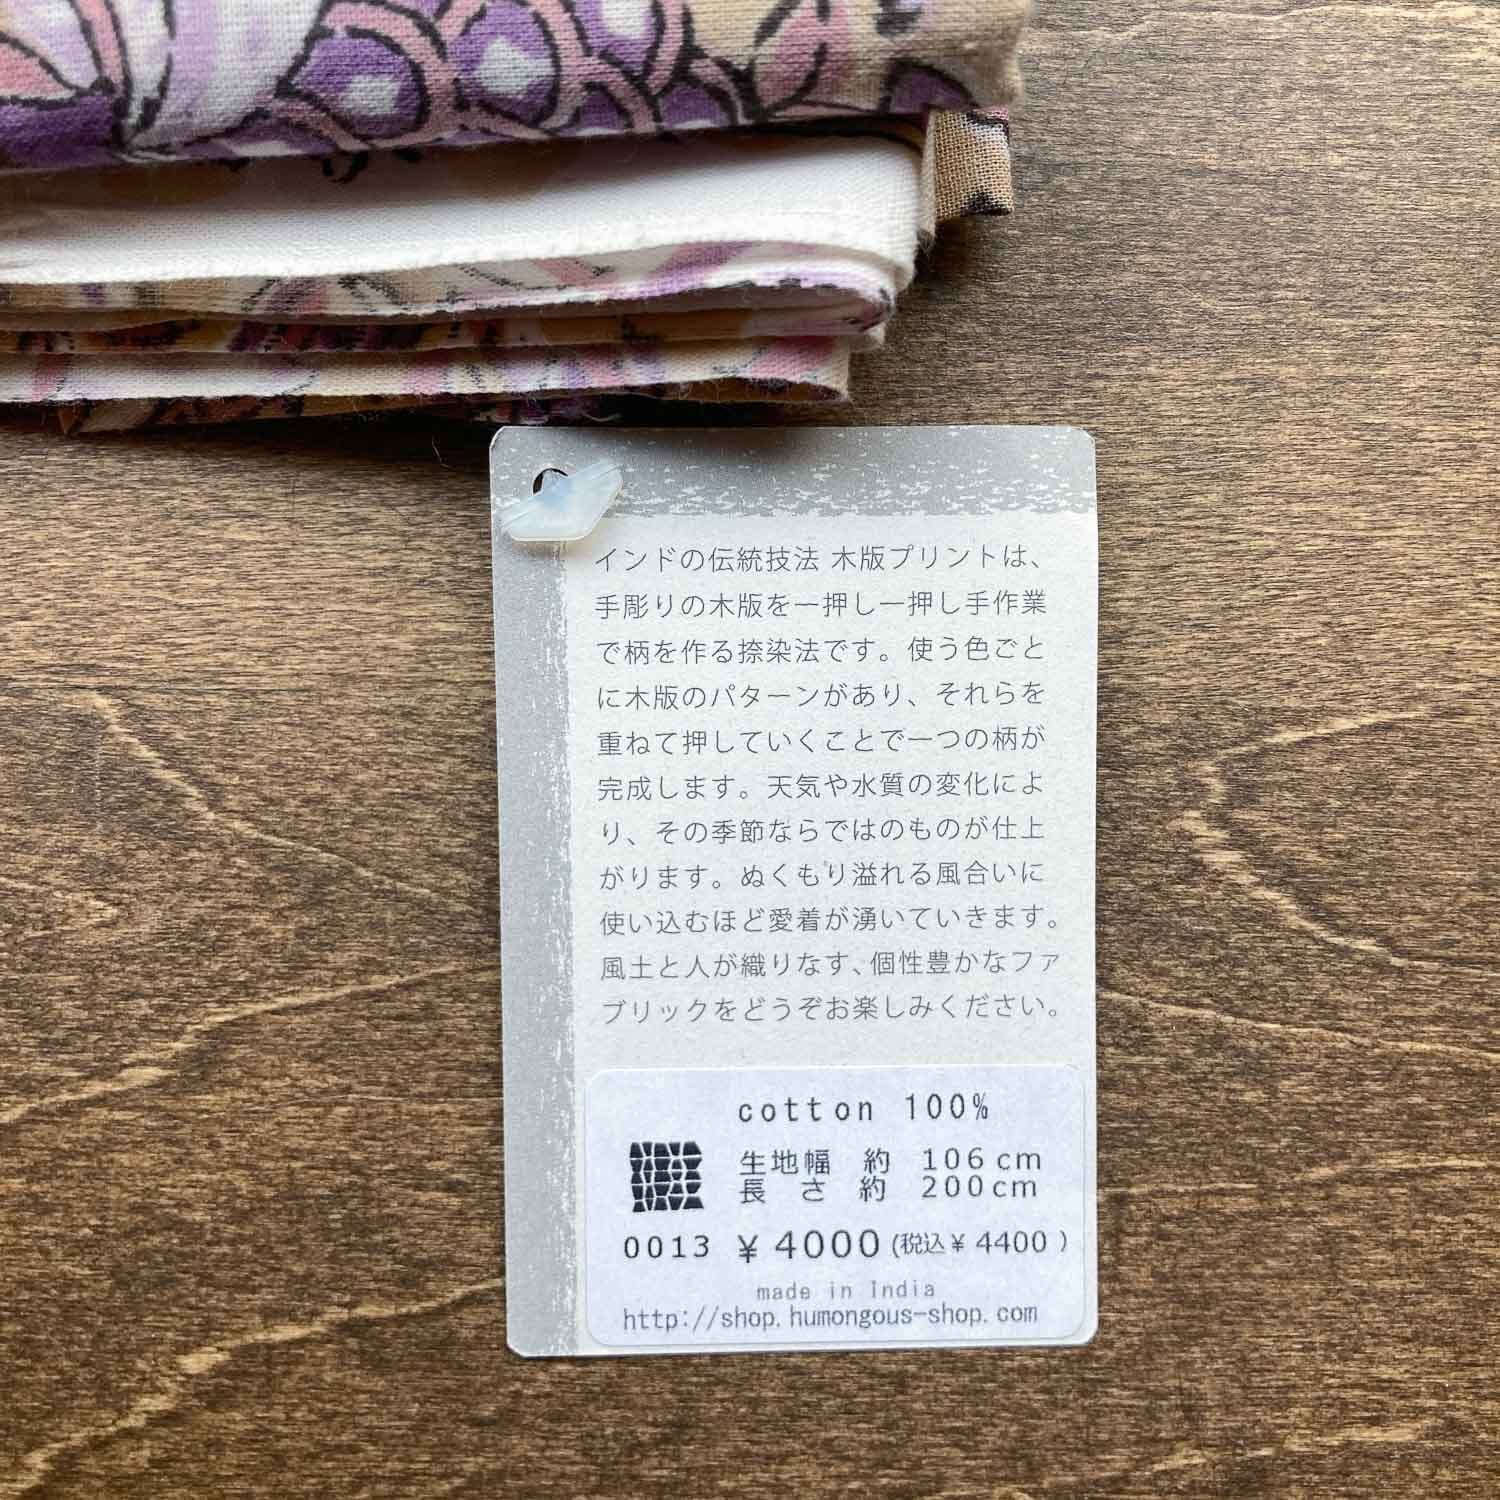 インドの伝統技法 木版プリントは、
手彫りの木版を一押し一押し手作業
で柄を作る捺染法です。使う色ごと
に木版のパターンがあり、それらを
重ねて押していくことで一つの柄が
完成します。天気や水質の変化によ
り、その季節ならではのものが仕上
がります。ぬくもり溢れる風合いに
使い込むほど愛着が湧いていきます。
風土と人が織りなす、個性豊かなファ
ブリックをどうぞお楽しみください。
cotton 100%
生地幅 約 106cm
長さ約 200cm
0013 ¥4000(税込¥4400)
made in India
http://shop.humongous-shop.com